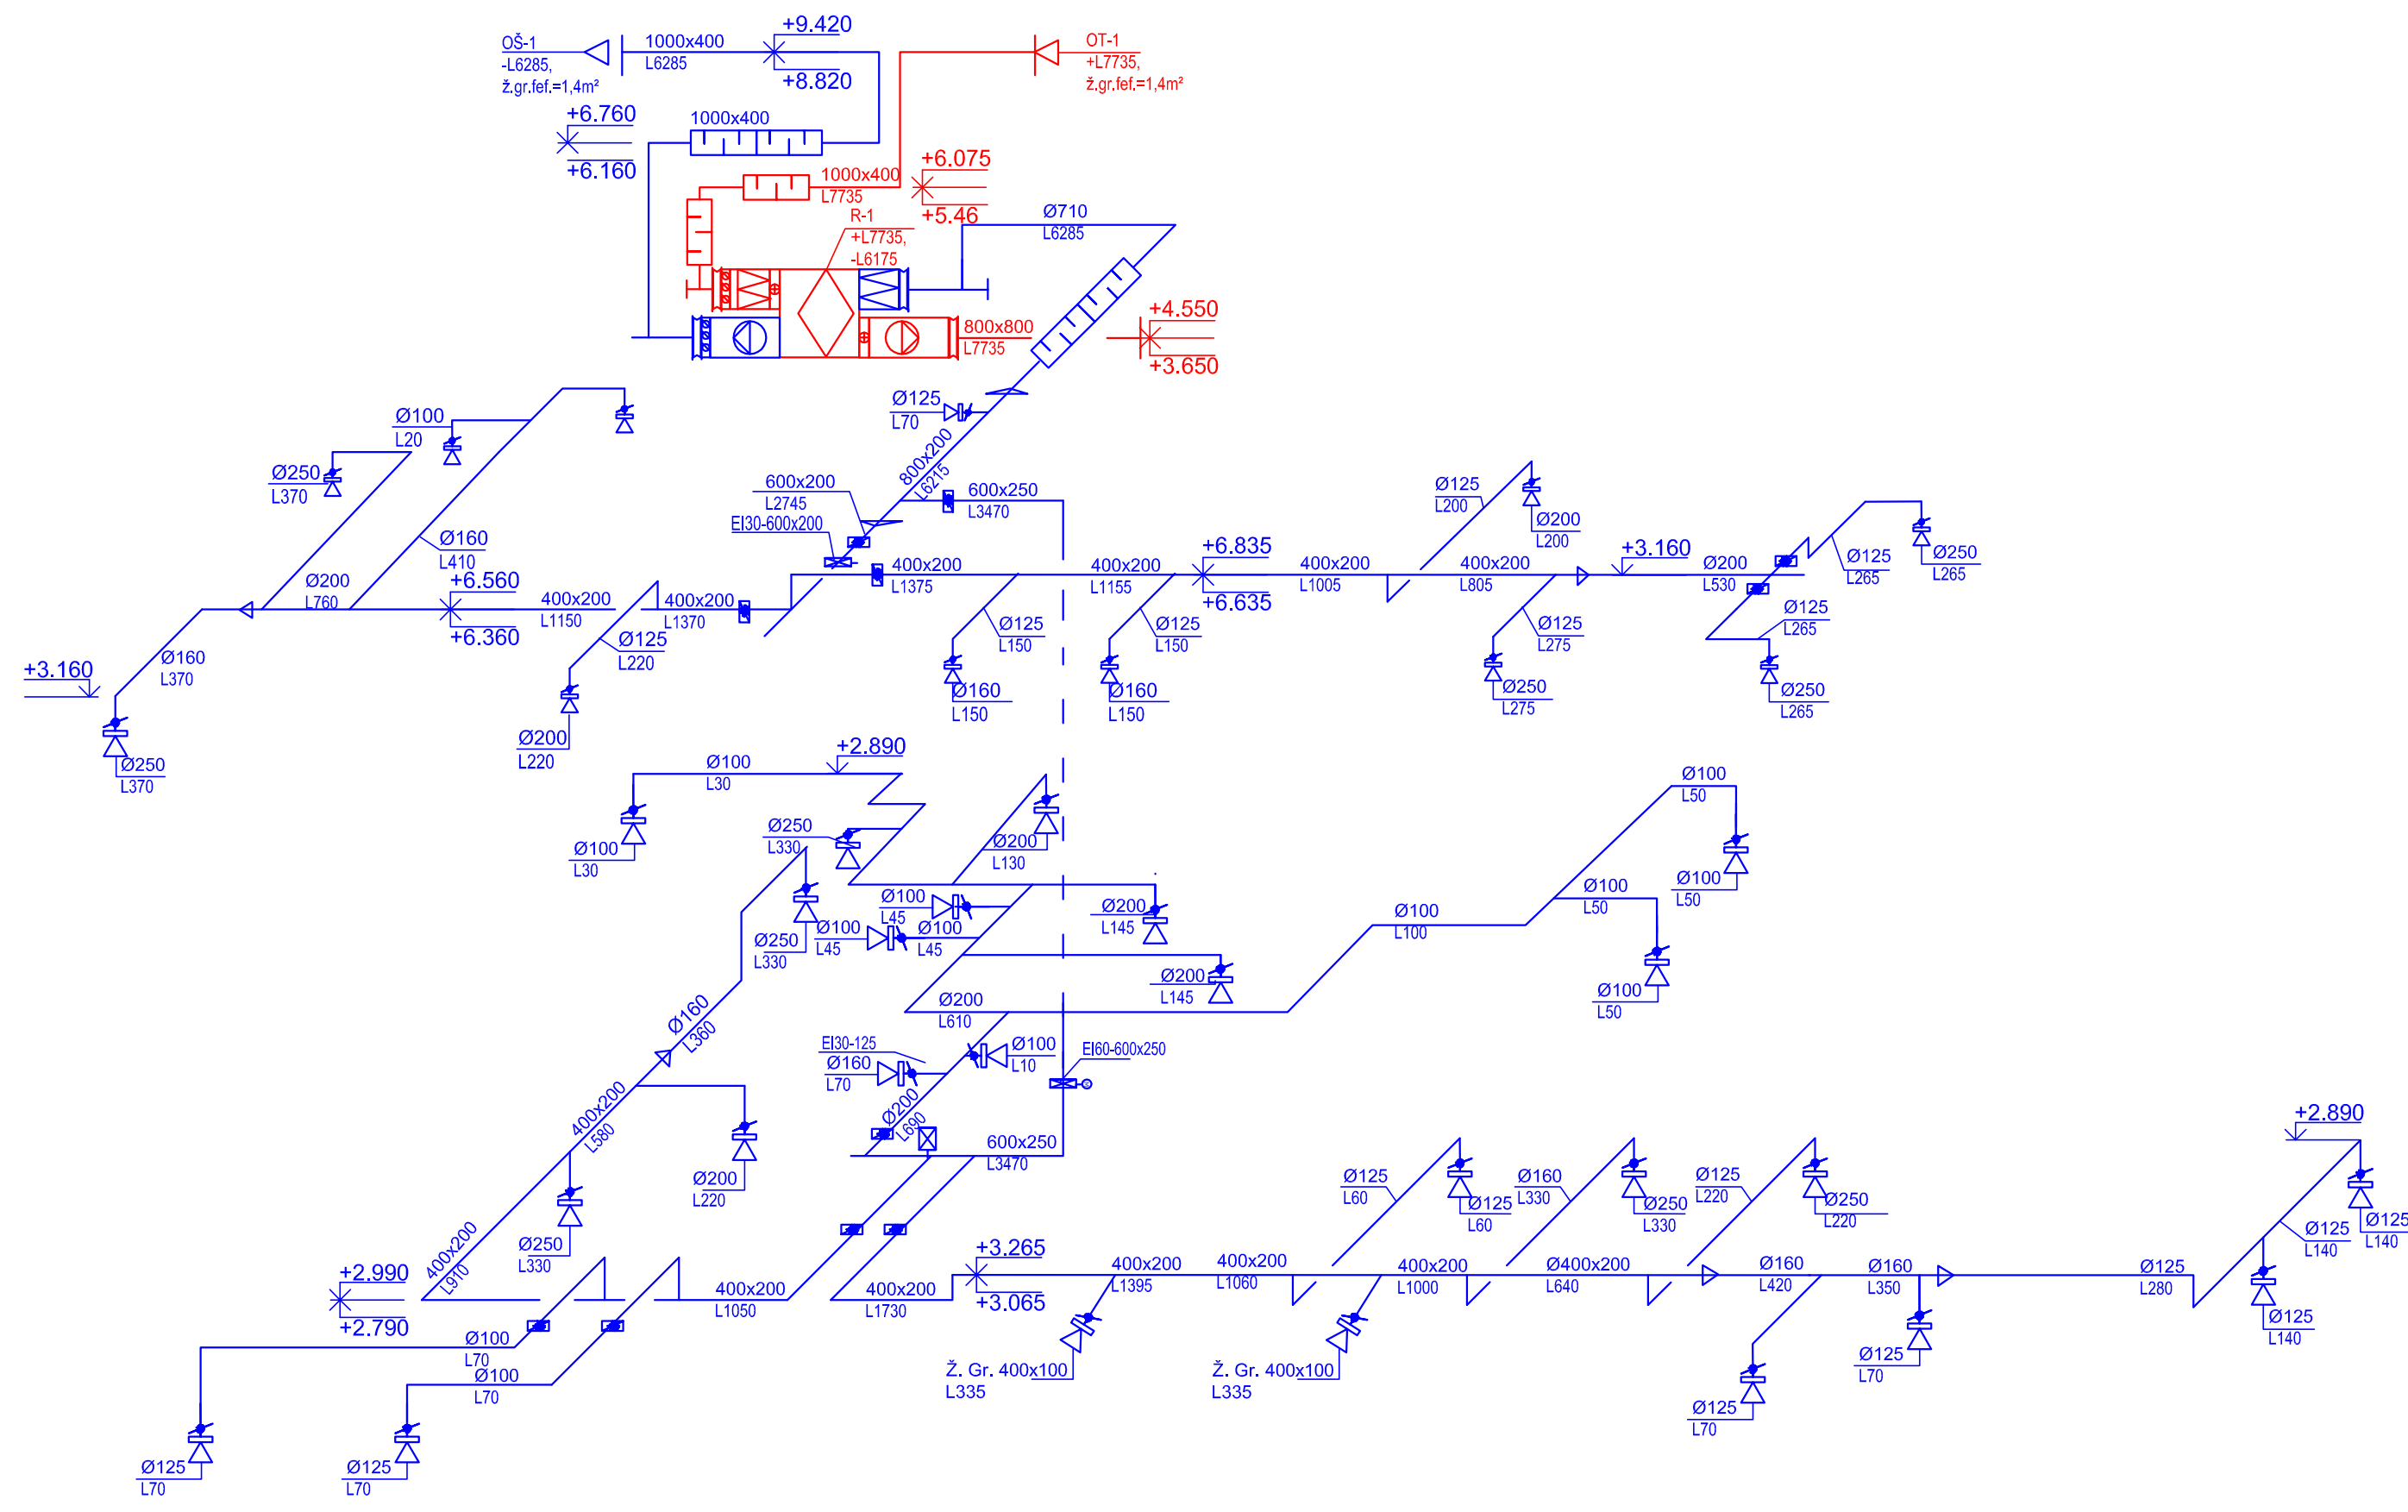 +9.420
OŠ-1
-L6285,
ž.gr.fef.=1,4m²
1000x400
L6285
+8.820
OT-1
+L7735,
ž.gr.fef.=1,4m²
+6.760
+6.160
1000x400
1000x400
L7735
+6.075
+5.46
R-1
+L7735,
-L6175
Ø710
L6285
800x800
L7735
+4.550
+3.650
Ø125
L70
800x200
L6215
Ø100
L20
Ø250
L370
600x200
L2745
EI30-600x200
600x250
L3470
Ø125
L200
Ø200
L200
Ø160
L410
Ø200
L760
+6.560
+6.360
400x200
L1150
400x200
L1370
Ø125
L220
400x200
L1375
400x200
L1155
+6.835
+6.635
400x200
L1005
400x200
L805
+3.160
Ø200
L530
Ø125
L265
Ø250
L265
Ø125
L265
Ø125
L150
Ø125
L150
Ø125
L275
+3.160
Ø160
L370
Ø250
L370
Ø200
L220
Ø160
L150
Ø160
L150
Ø250
L275
Ø250
L265
Ø100
L30
+2.890
Ø100
L30
Ø250
L330
Ø200
L130
Ø100
L50
Ø100
L50
Ø100
L50
Ø100
L50
Ø100
L45
Ø100
L45
Ø100
L45
Ø250
L330
Ø200
L145
Ø200
L145
Ø100
L100
Ø200
L610
Ø160
L360
EI30-125
Ø160
L70
Ø100
L10
EI60-600x250
Ø200
L690
400x200
L580
Ø200
L220
600x250
L3470
Ø250
L330
400x200
L910
+2.990
+2.790
400x200
L1050
400x200
L1730
+3.265
+3.065
400x200
L1395
400x200
L1060
400x200
L1000
Ø400x200
L640
Ø160
L420
Ø160
L350
Ø125
L280
Ø125
L60
Ø125
L60
Ø160
L330
Ø250
L330
Ø125
L220
Ø250
L220
+2.890
Ø125
L140
Ø125
L140
Ø125
L140
Ø100
L70
Ø100
L70
Ž. Gr. 400x100
L335
Ž. Gr. 400x100
L335
Ø125
L70
Ø125
L70
Ø125
L70
Ø125
L70